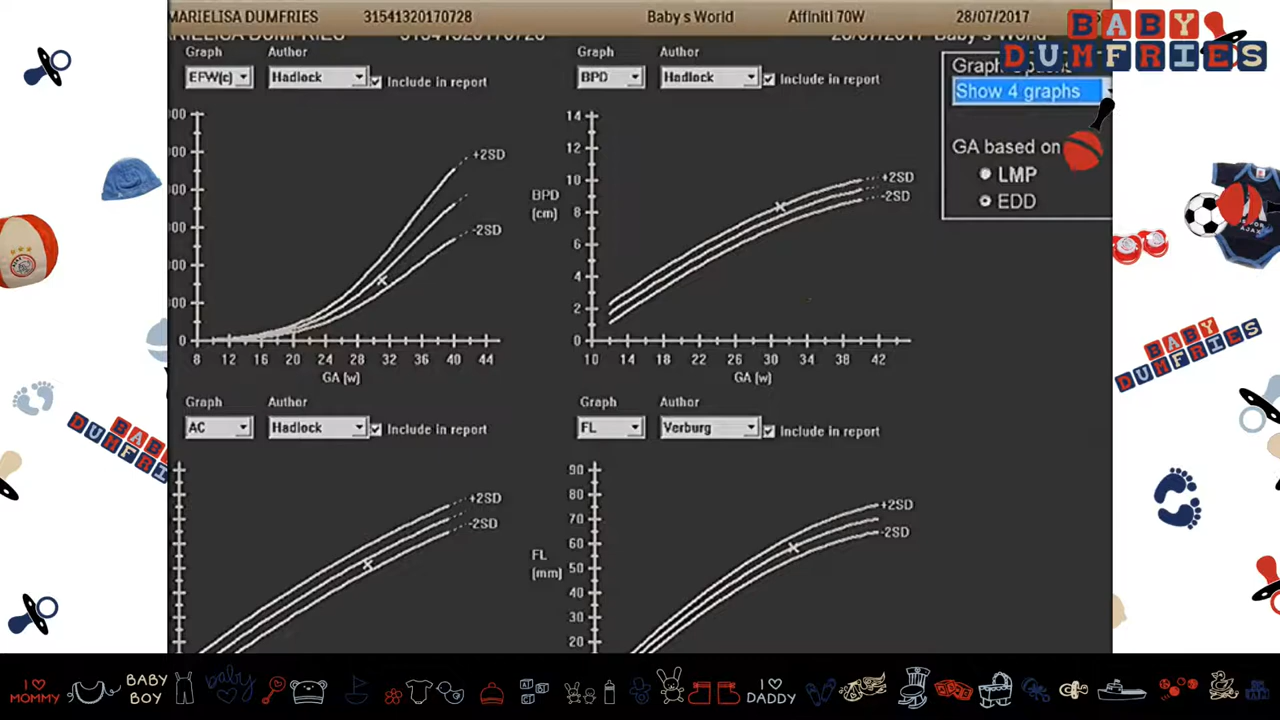 MARIELISA DUMFRIES 31541320170728 Baby's World Affiniti 70W 28/07/2017
BABY
DUMFRIES
Graph Author
EFW(c) Hadlock Include in report
Graph Author
BPD Hadlock Include in report
Show 4 graphs
GA based on
LMP
EDD
+2SD
-2SD
8 12 16 20 24 28 32 36 40 44
GA (w)
BPD
(cm)
14
12
10
8
6
4
2
0
+2SD
-2SD
10 14 18 22 26 30 34 38 42
GA (w)
Graph Author
AC Hadlock Include in report
Graph Author
FL Verburg Include in report
+2SD
-2SD
FL
(mm)
90
80
70
60
50
40
30
20
+2SD
-2SD
BABY
DUMFRIES
BABY
DUMFRIES
I ♥
MOMMY
BABY
BOY
baby
I ♥
DADDY